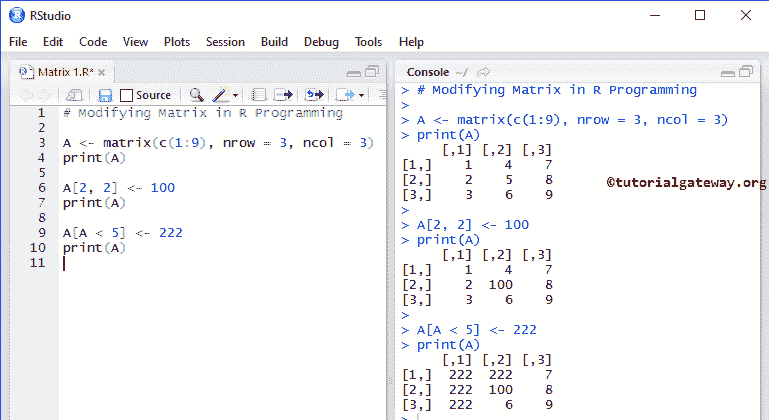 RStudio
File Edit Code View Plots Session Build Debug Tools Help
Matrix 1.R*
Source
1 # Modifying Matrix in R Programming
2
3 A <- matrix(c(1:9), nrow = 3, ncol = 3)
4 print(A)
5
6 A[2, 2] <- 100
7 print(A)
8
9 A[A < 5] <- 222
10 print(A)
11
Console ~/
> # Modifying Matrix in R Programming
>
> A <- matrix(c(1:9), nrow = 3, ncol = 3)
> print(A)
     [,1] [,2] [,3]
[1,]    1    4    7
[2,]    2    5    8
[3,]    3    6    9
©tutorialgateway.org
>
> A[2, 2] <- 100
> print(A)
     [,1] [,2] [,3]
[1,]    1    4    7
[2,]    2  100    8
[3,]    3    6    9
>
> A[A < 5] <- 222
> print(A)
     [,1] [,2] [,3]
[1,]  222  222    7
[2,]  222  100    8
[3,]  222    6    9
>